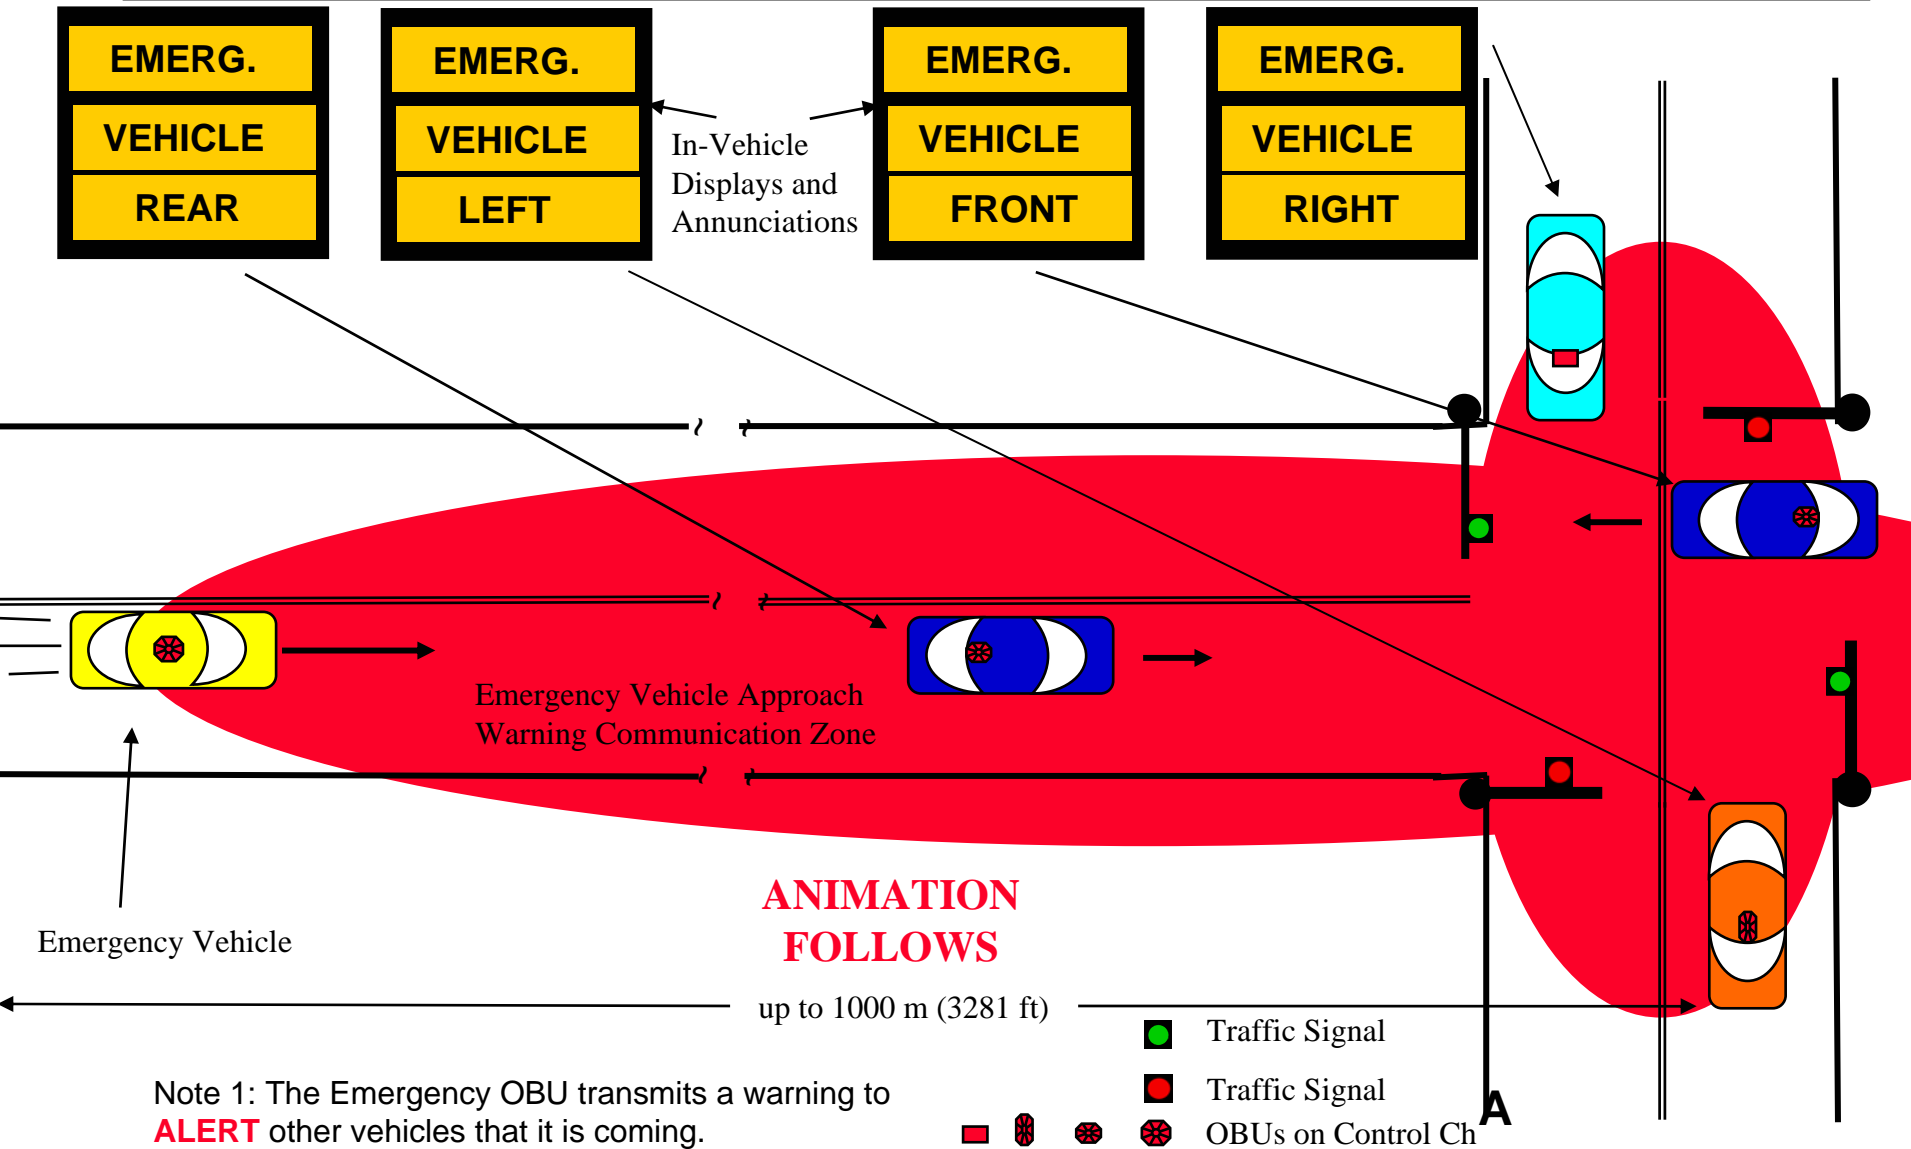 EMERG.
VEHICLE
REAR
EMERG.
VEHICLE
LEFT
In-Vehicle
Displays and
Annunciations
EMERG.
VEHICLE
FRONT
EMERG.
VEHICLE
RIGHT
Emergency Vehicle Approach
Warning Communication Zone
Emergency Vehicle
ANIMATION
FOLLOWS
up to 1000 m (3281 ft)
Traffic Signal
Traffic Signal
OBUs on Control Ch
A
Note 1: The Emergency OBU transmits a warning to
ALERT other vehicles that it is coming.